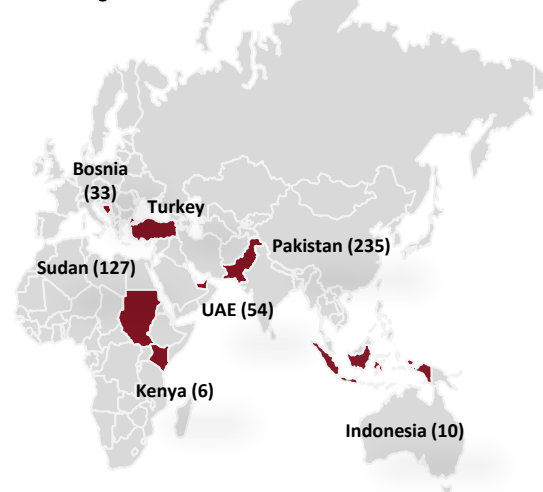 Bosnia
(33)
Turkey
Pakistan (235)
Sudan (127)
UAE (54)
Kenya (6)
Indonesia (10)